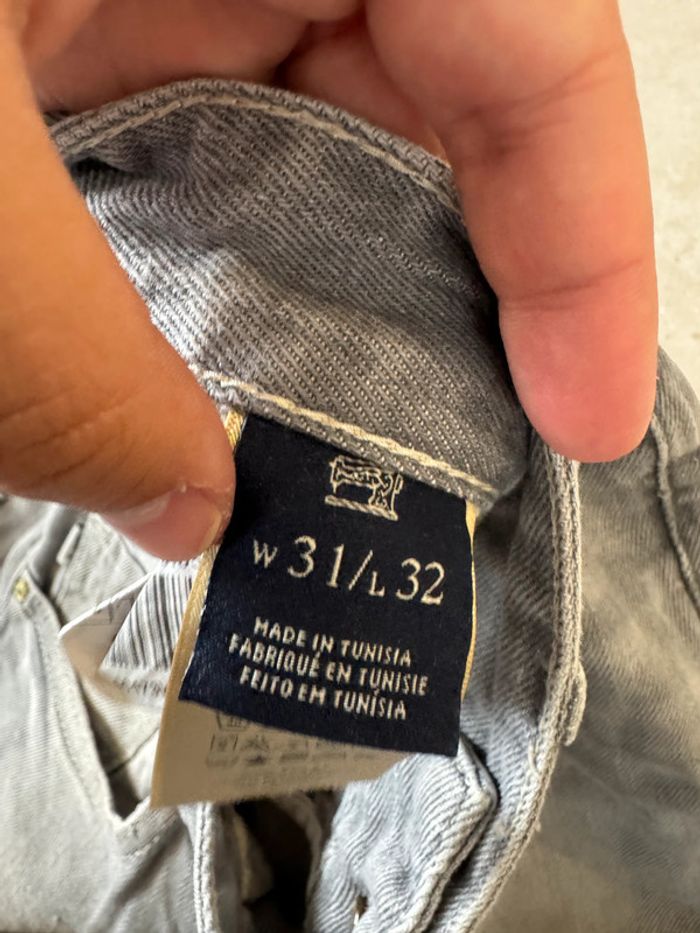 W 31/L 32
MADE IN TUNISIA
FABRIQUÉ EN TUNISIE
FEITO EM TUNÍSIA